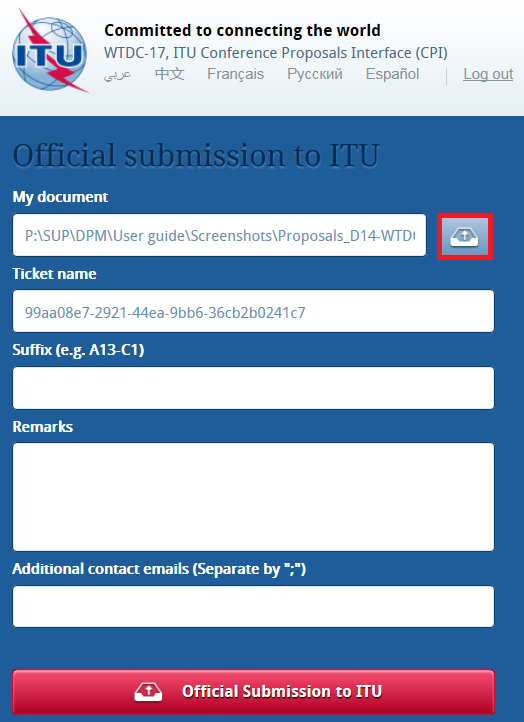 ITU
Committed to connecting the world
WTDC-17, ITU Conference Proposals Interface (CPI)
عربي 中文 Français Русский Español Log out
Official submission to ITU
My document
P:\SUP\DPM\User guide\Screenshots\Proposals_D14-WTDC
Ticket name
99aa08e7-2921-44ea-9bb6-36cb2b0241c7
Suffix (e.g. A13-C1)
Remarks
Additional contact emails (Separate by ";")
Official Submission to ITU